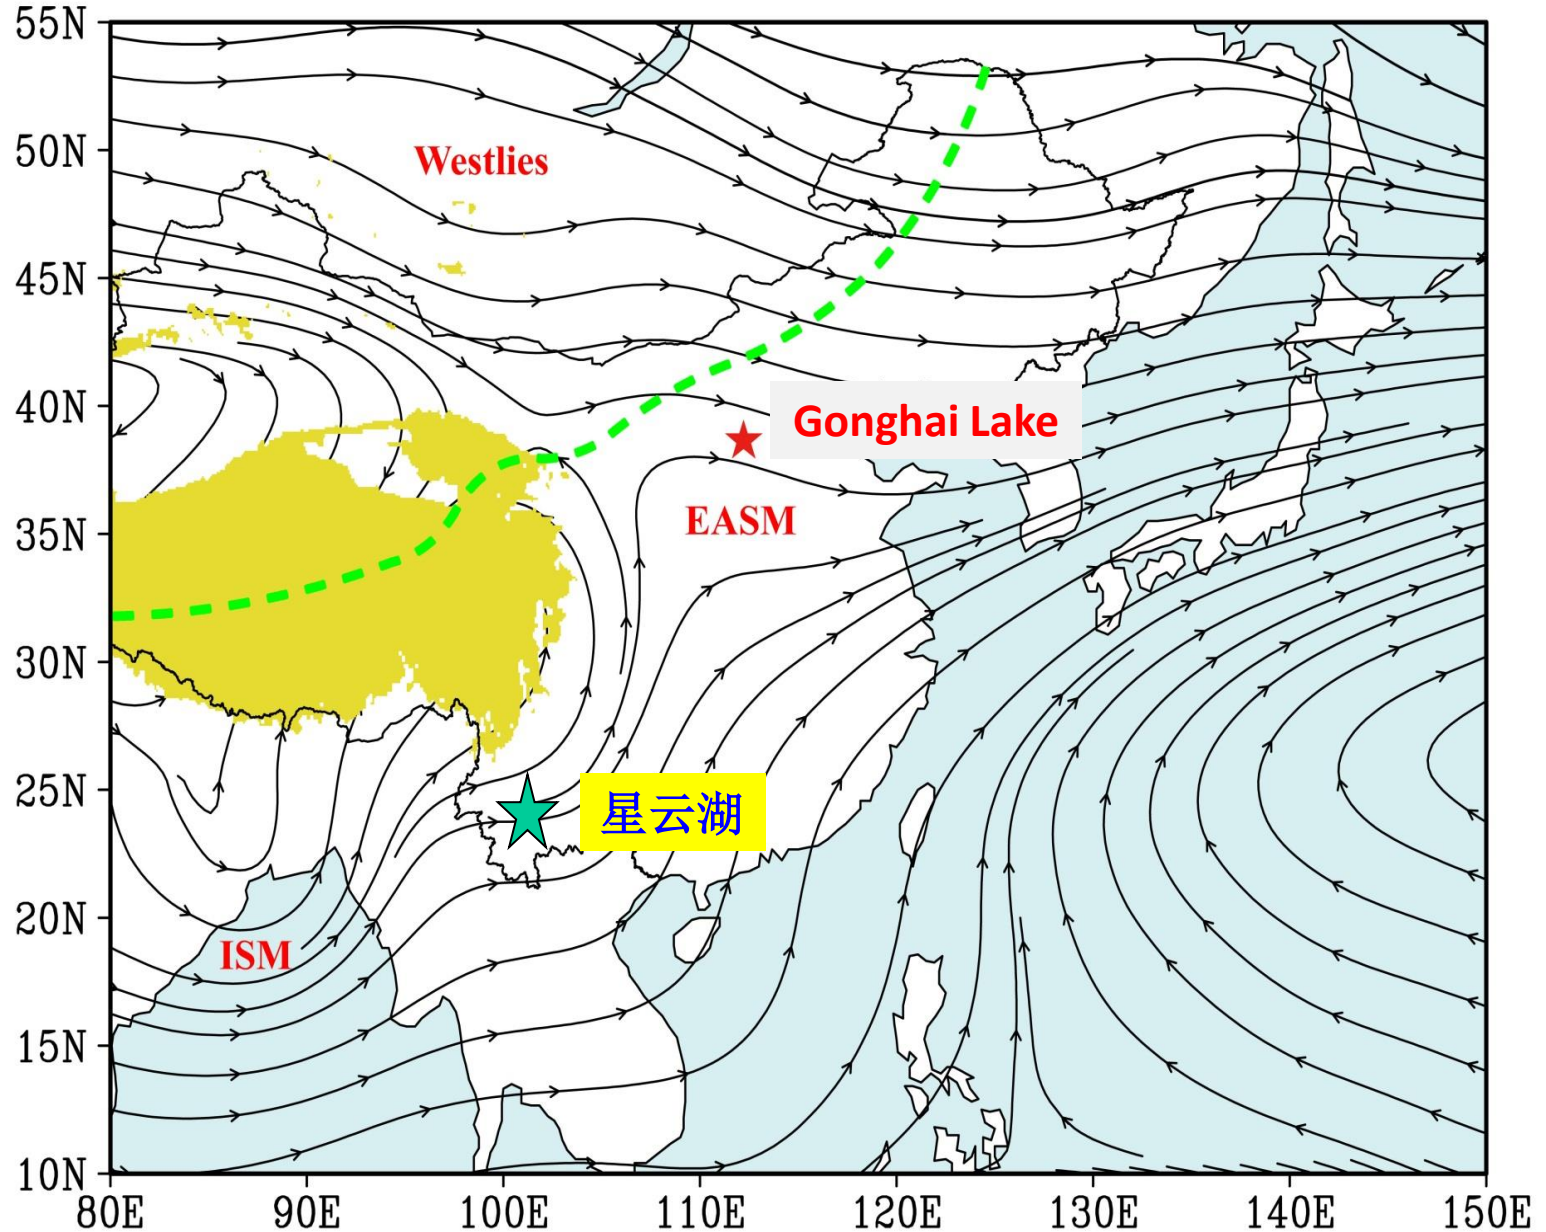 55N
50N
Westlies
45N
40N
Gonghai Lake
EASM
35N
30N
25N
星云湖
20N
ISM
15N
10N
80E 90E 100E 110E 120E 130E 140E 150E